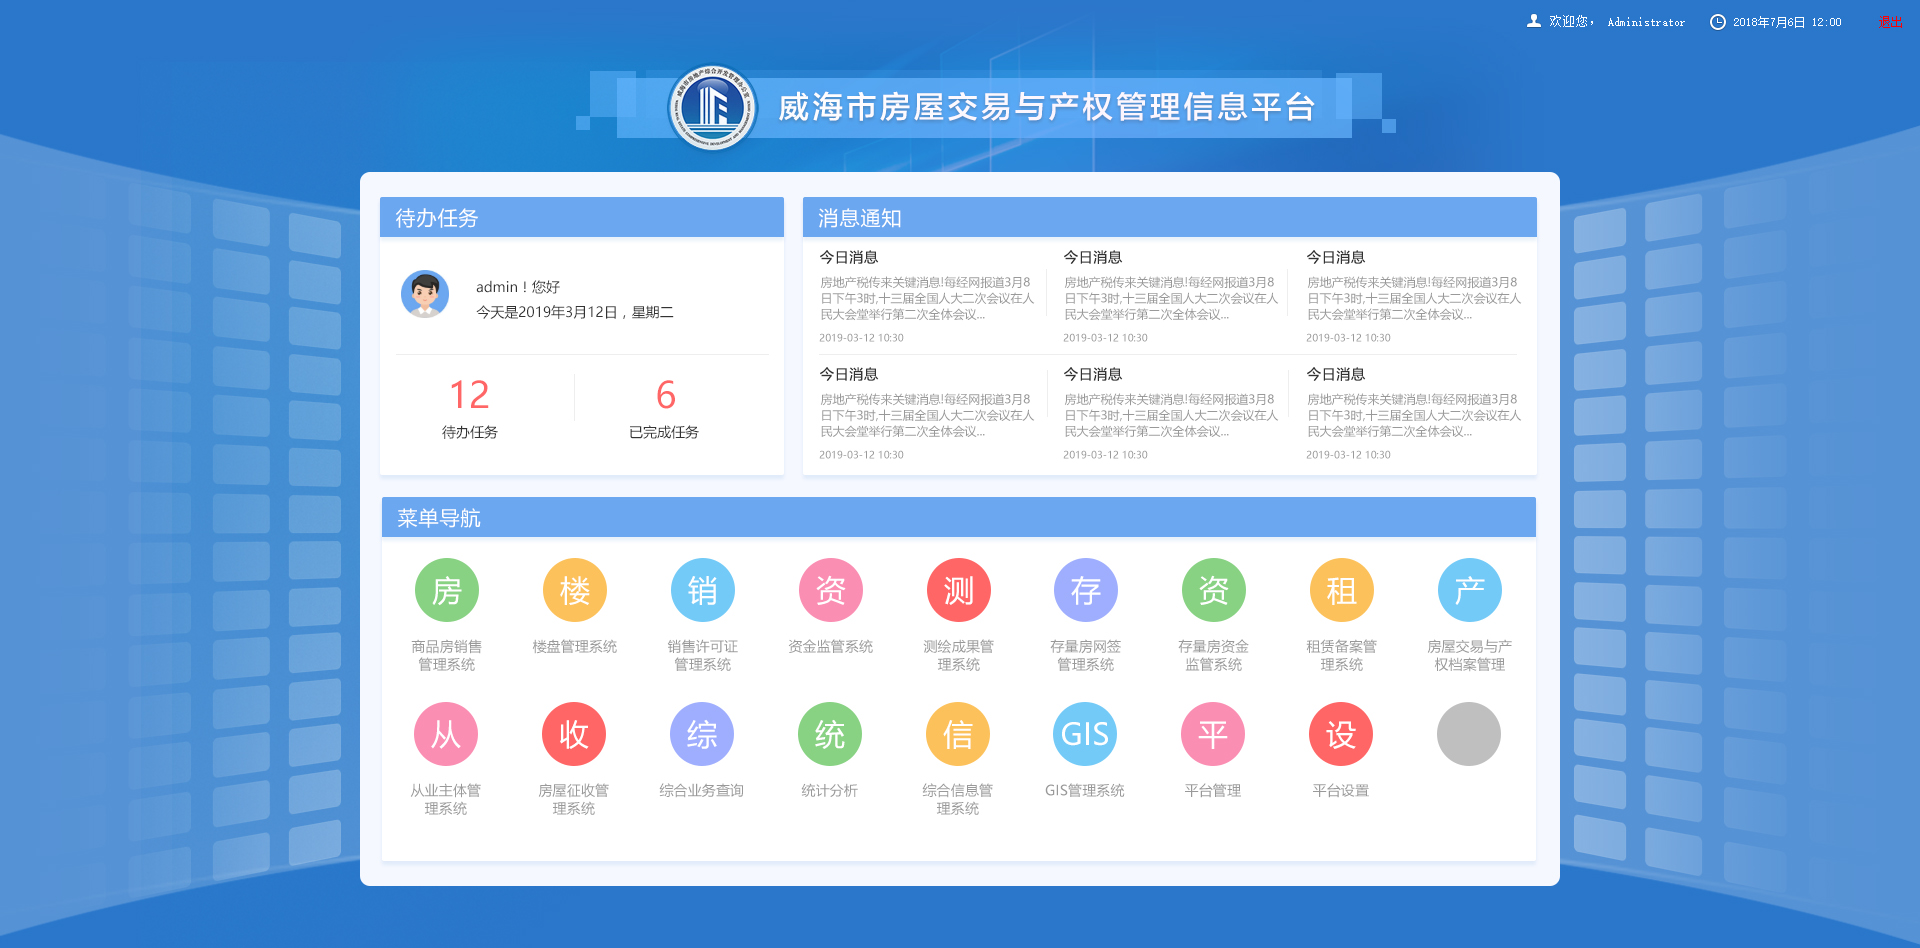 欢迎您， Administrator 2018年7月6日 12:00 退出
威海市房屋交易与产权管理信息平台
待办任务
admin！您好
今天是2019年3月12日，星期二
12
待办任务
6
已完成任务
消息通知
今日消息
房地产税传来关键消息!每经网报道3月8
日下午3时,十三届全国人大二次会议在人
民大会堂举行第二次全体会议...
2019-03-12 10:30
今日消息
房地产税传来关键消息!每经网报道3月8
日下午3时,十三届全国人大二次会议在人
民大会堂举行第二次全体会议...
2019-03-12 10:30
今日消息
房地产税传来关键消息!每经网报道3月8
日下午3时,十三届全国人大二次会议在人
民大会堂举行第二次全体会议...
2019-03-12 10:30
今日消息
房地产税传来关键消息!每经网报道3月8
日下午3时,十三届全国人大二次会议在人
民大会堂举行第二次全体会议...
2019-03-12 10:30
今日消息
房地产税传来关键消息!每经网报道3月8
日下午3时,十三届全国人大二次会议在人
民大会堂举行第二次全体会议...
2019-03-12 10:30
今日消息
房地产税传来关键消息!每经网报道3月8
日下午3时,十三届全国人大二次会议在人
民大会堂举行第二次全体会议...
2019-03-12 10:30
菜单导航
房
商品房销售
管理系统
楼
楼盘管理系统
销
销售许可证
管理系统
资
资金监管系统
测
测绘成果管
理系统
存
存量房网签
管理系统
资
存量房资金
监管系统
租
租赁备案管
理系统
产
房屋交易与产
权档案管理
从
从业主体管
理系统
收
房屋征收管
理系统
综
综合业务查询
统
统计分析
信
综合信息管
理系统
GIS
GIS管理系统
平
平台管理
设
平台设置